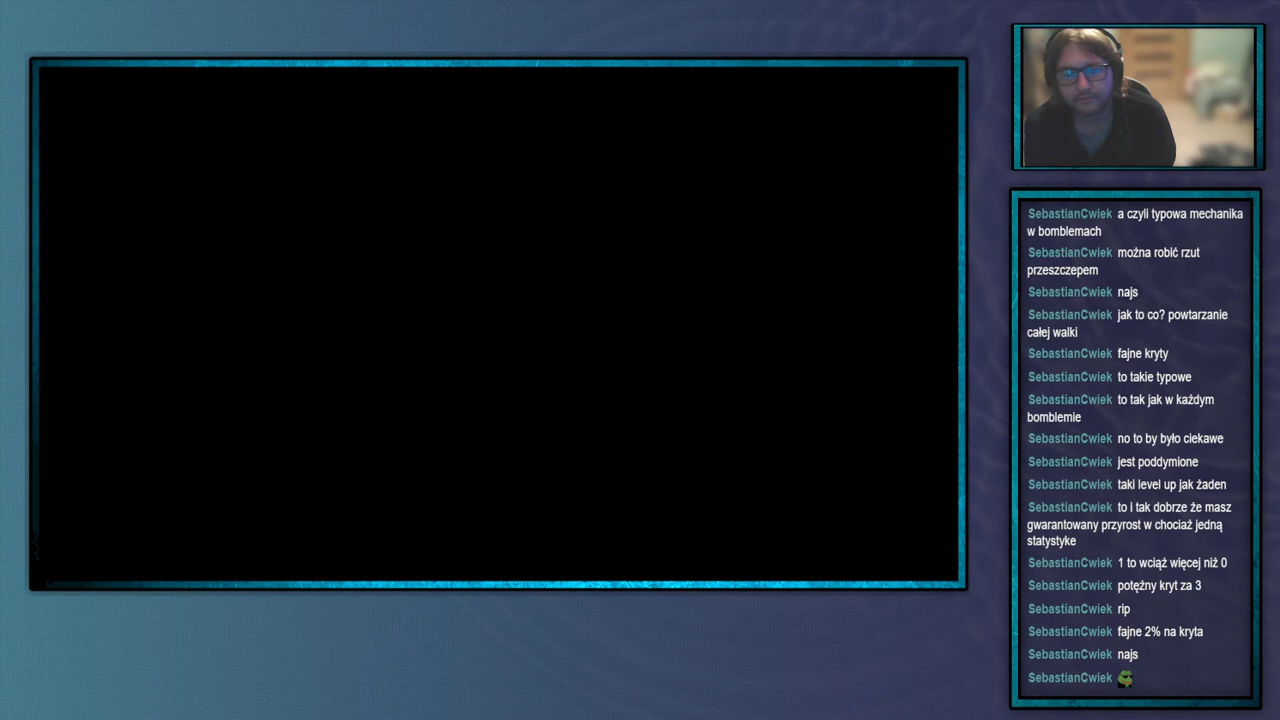 SebastianCwiek a czyli typowa mechanika
w bomblemach
SebastianCwiek można robić rzut
przeszczepem
SebastianCwiek najs
SebastianCwiek jak to co? powtarzanie
całej walki
SebastianCwiek fajne kryty
SebastianCwiek to takie typowe
SebastianCwiek to tak jak w każdym
bomblemie
SebastianCwiek no to by było ciekawe
SebastianCwiek jest poddymione
SebastianCwiek taki level up jak żaden
SebastianCwiek to i tak dobrze że masz
gwarantowany przyrost w chociaż jedną
statystyke
SebastianCwiek 1 to wciąż więcej niż 0
SebastianCwiek potężny kryt za 3
SebastianCwiek rip
SebastianCwiek fajne 2% na kryta
SebastianCwiek najs
SebastianCwiek